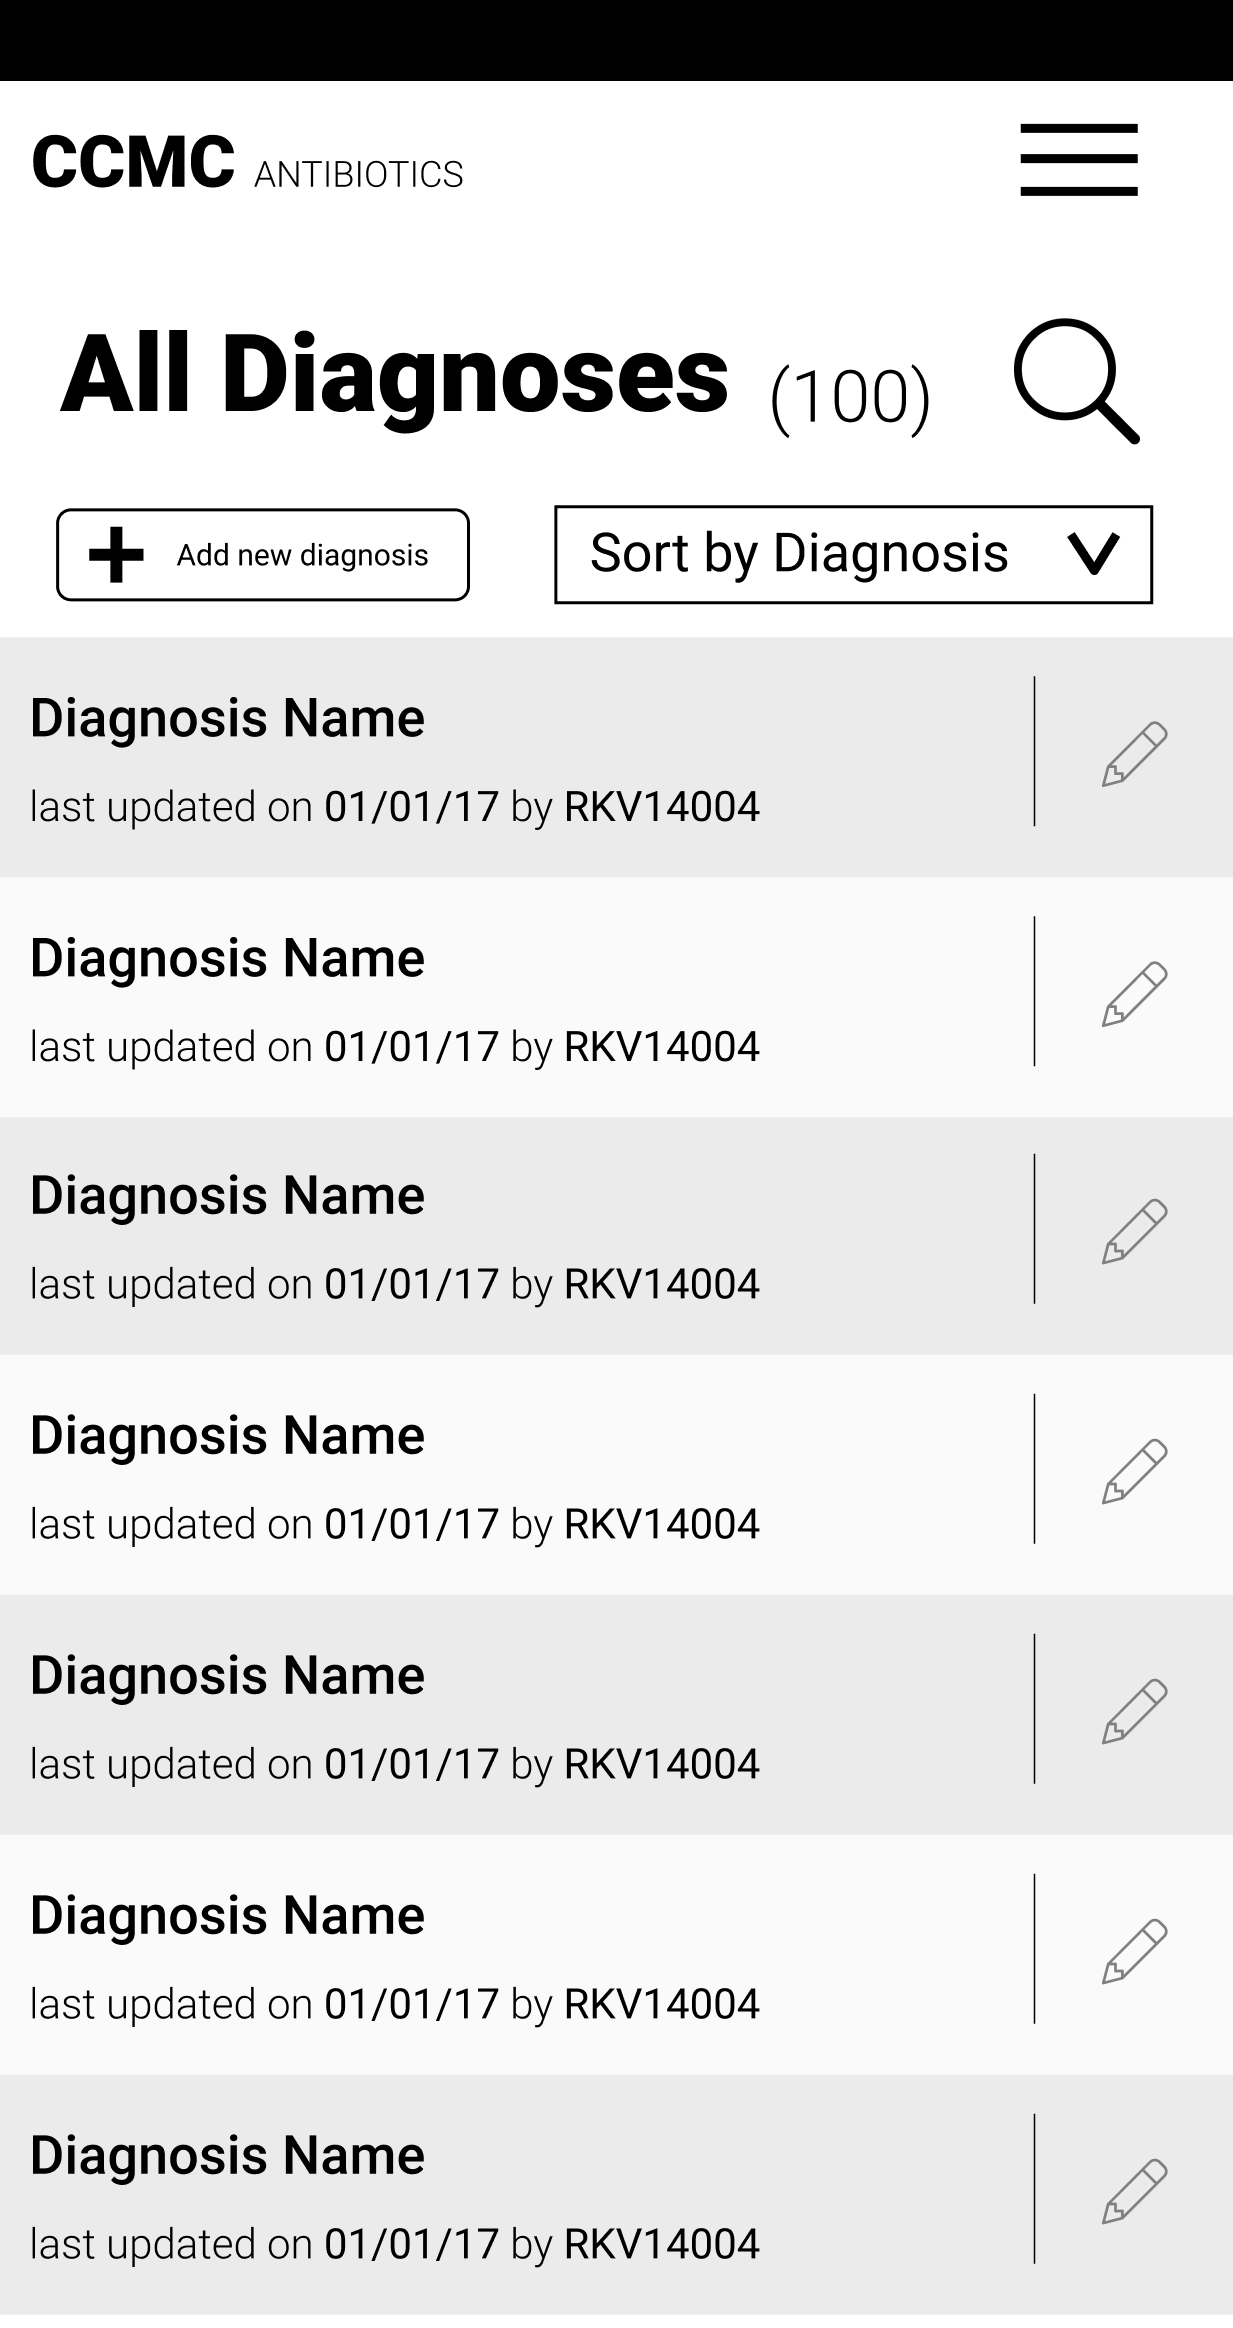 CCMC ANTIBIOTICS
All Diagnoses (100)
Add new diagnosis
Sort by Diagnosis
Diagnosis Name
last updated on 01/01/17 by RKV14004
Diagnosis Name
last updated on 01/01/17 by RKV14004
Diagnosis Name
last updated on 01/01/17 by RKV14004
Diagnosis Name
last updated on 01/01/17 by RKV14004
Diagnosis Name
last updated on 01/01/17 by RKV14004
Diagnosis Name
last updated on 01/01/17 by RKV14004
Diagnosis Name
last updated on 01/01/17 by RKV14004